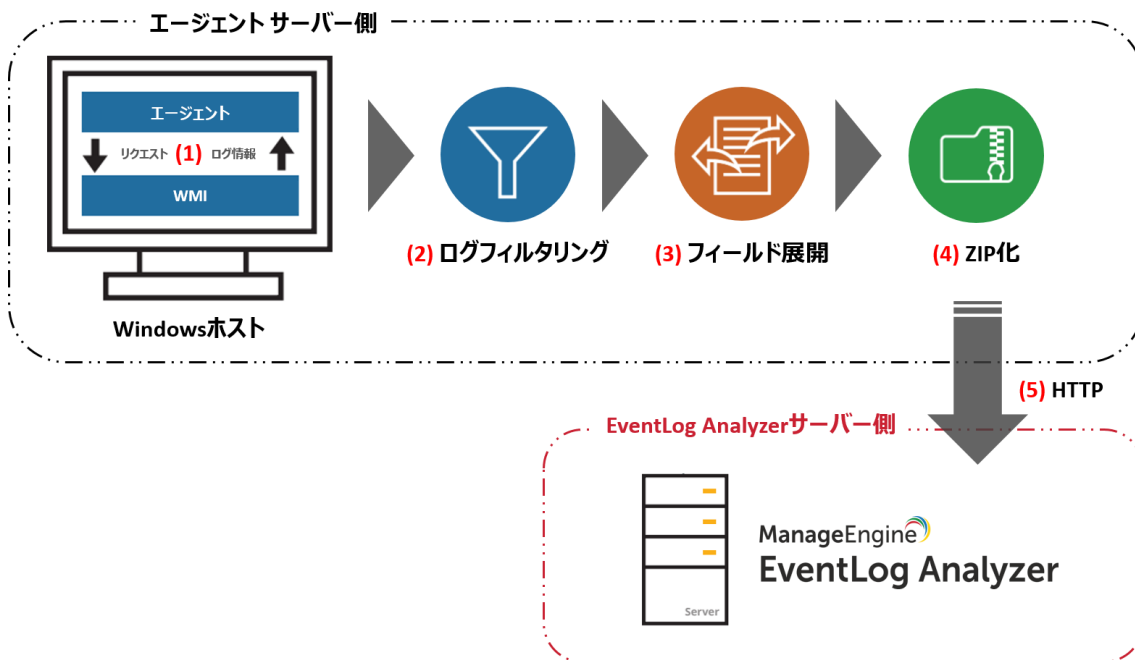 エージェント サーバー側
エージェント
リクエスト (1) ログ情報
WMI
Windowsホスト
(2) ログフィルタリング
(3) フィールド展開
(4) ZIP化
(5) HTTP
EventLog Analyzerサーバー側
Server
ManageEngine
EventLog Analyzer